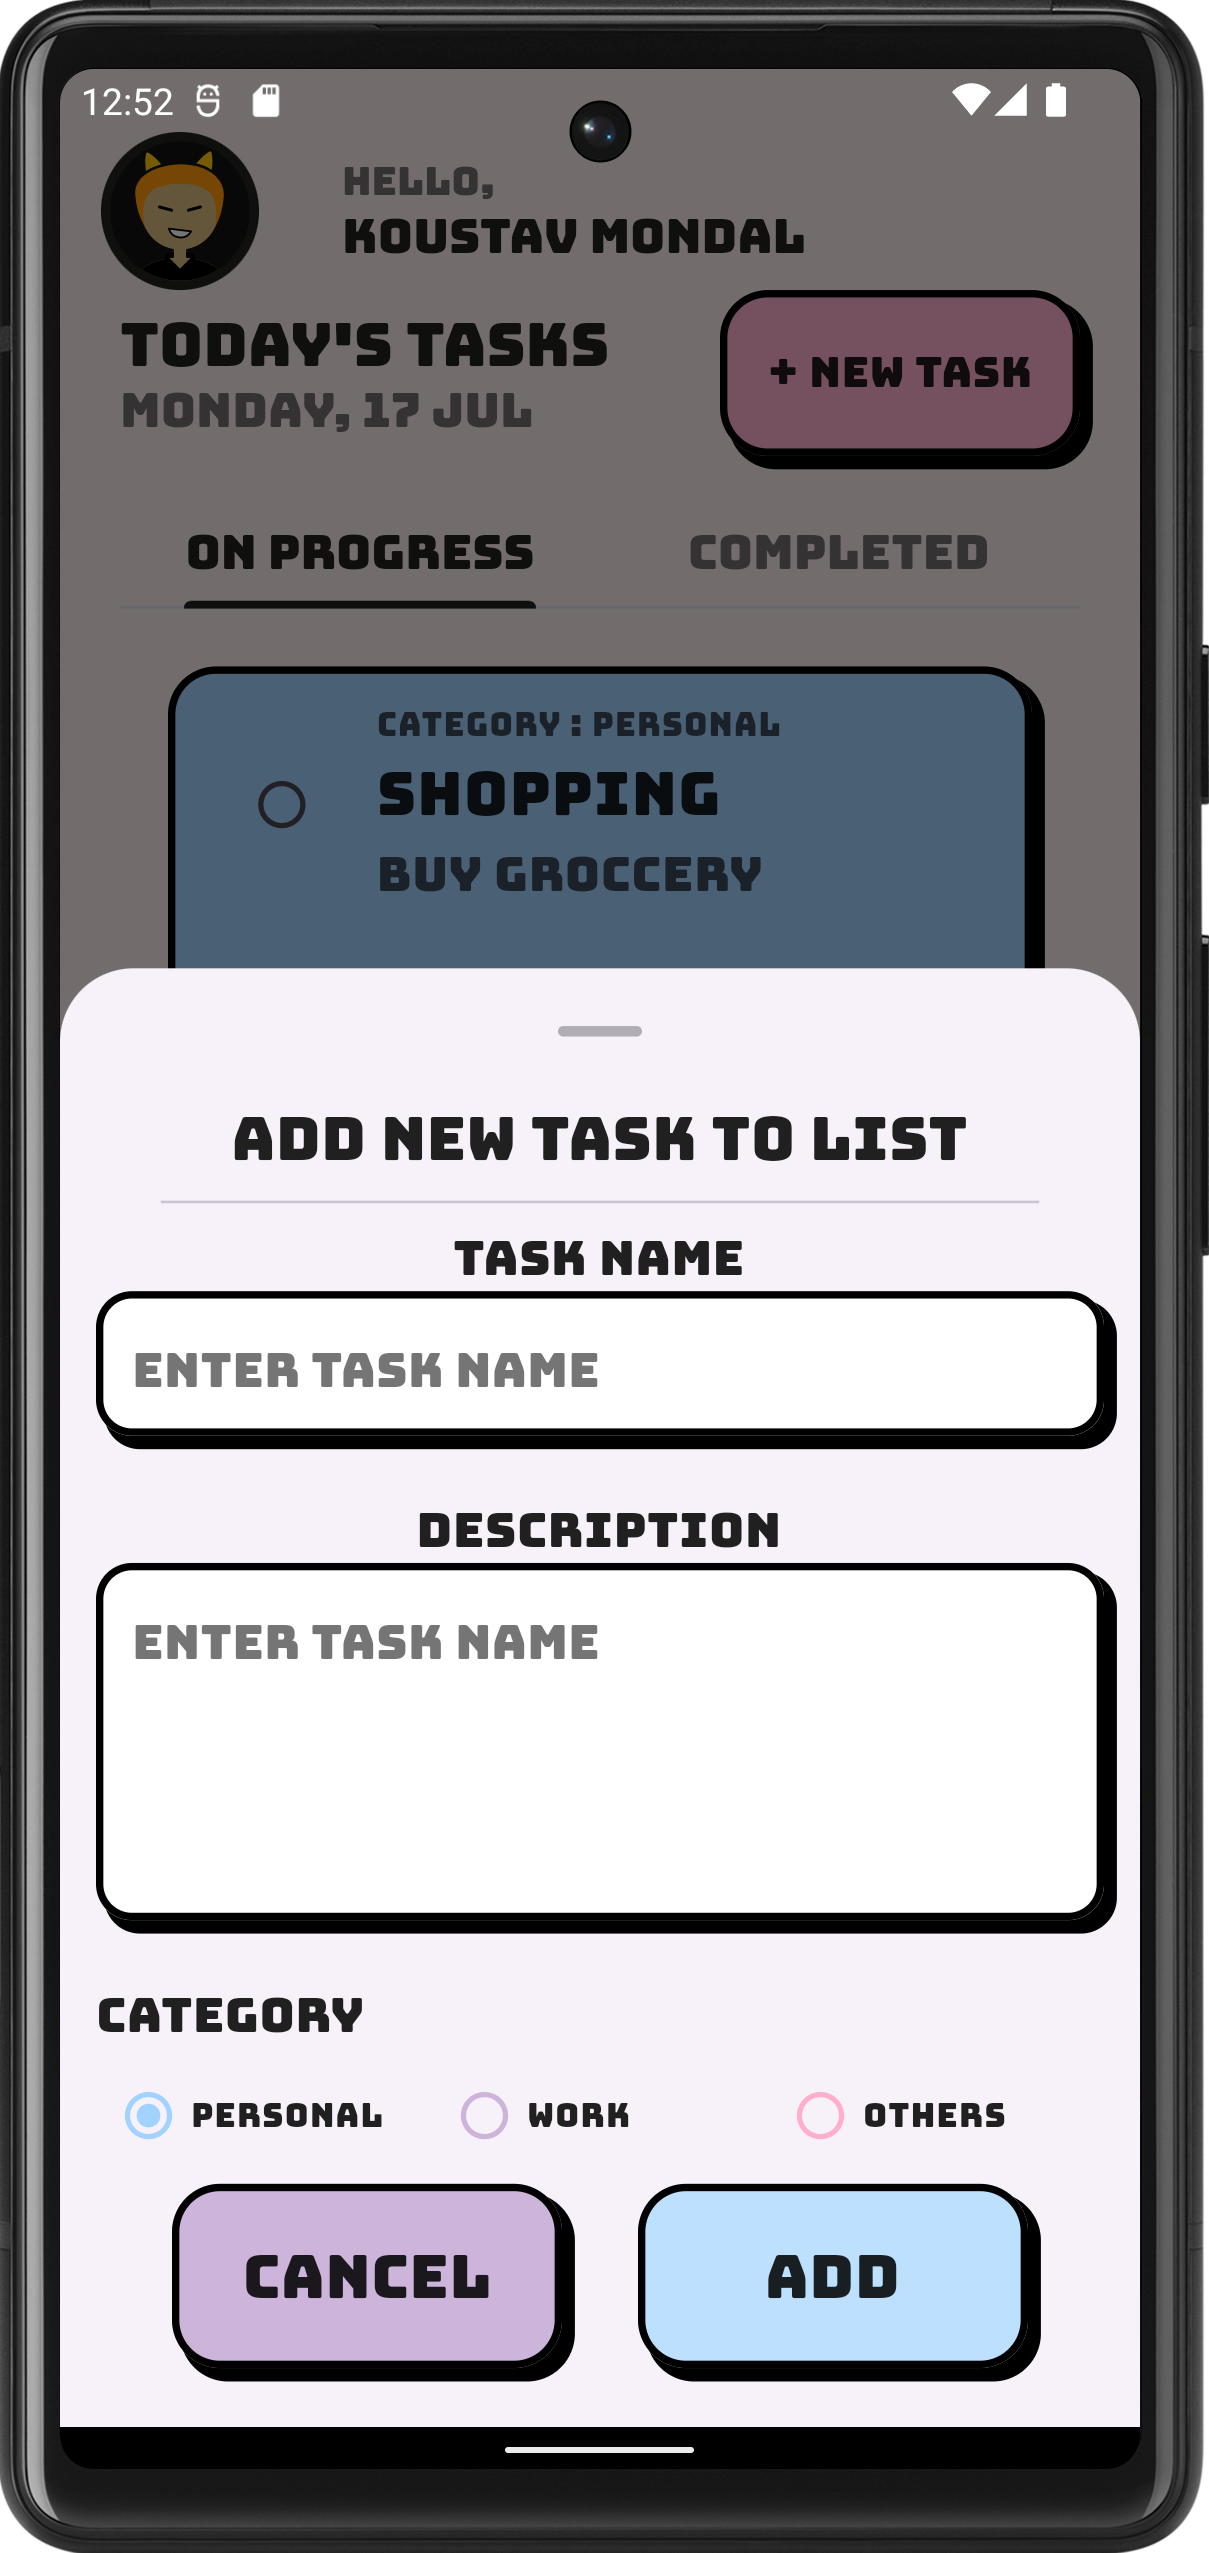 12:52
HELLO,
KOUSTAV MONDAL
TODAY'S TASKS
MONDAY, 17 JUL
+ NEW TASK
ON PROGRESS
COMPLETED
CATEGORY : PERSONAL
SHOPPING
BUY GROCCERY
ADD NEW TASK TO LIST
TASK NAME
ENTER TASK NAME
DESCRIPTION
ENTER TASK NAME
CATEGORY
PERSONAL
WORK
OTHERS
CANCEL
ADD